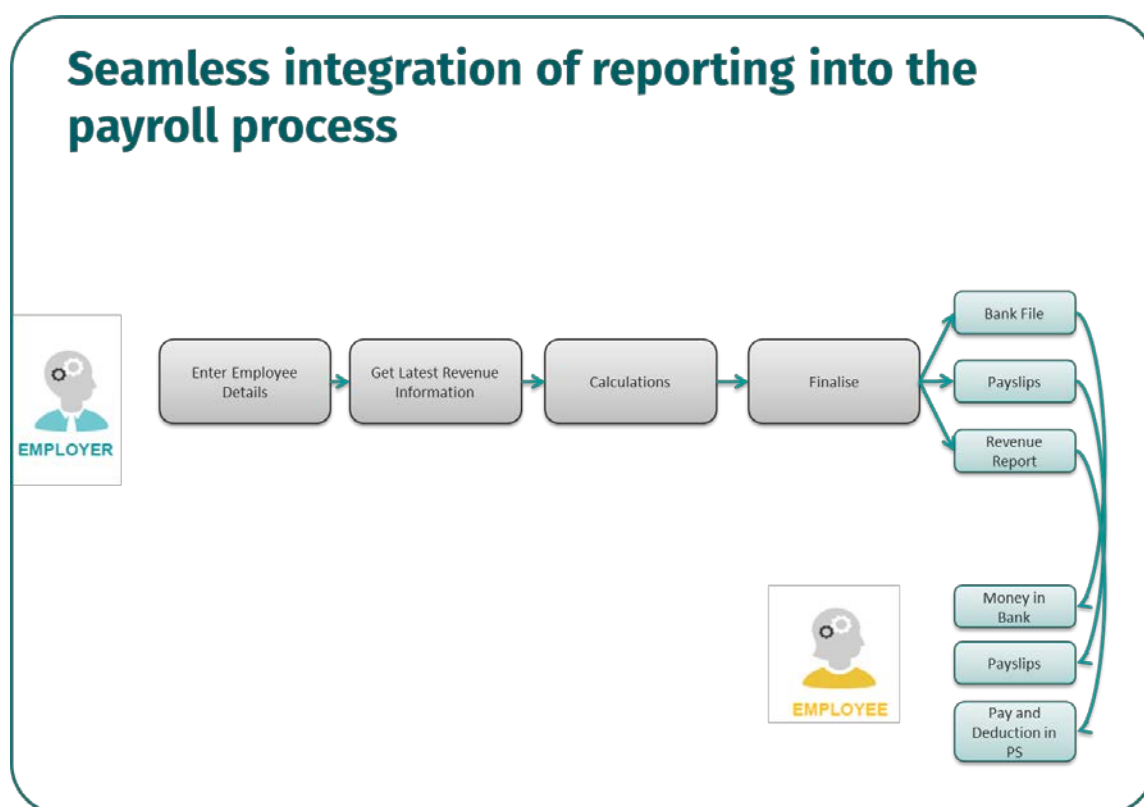 Seamless integration of reporting into the
payroll process
EMPLOYER
Enter Employee
Details
Get Latest Revenue
Information
Calculations
Finalise
Bank File
Payslips
Revenue
Report
EMPLOYEE
Money in
Bank
Payslips
Pay and
Deduction in
PS